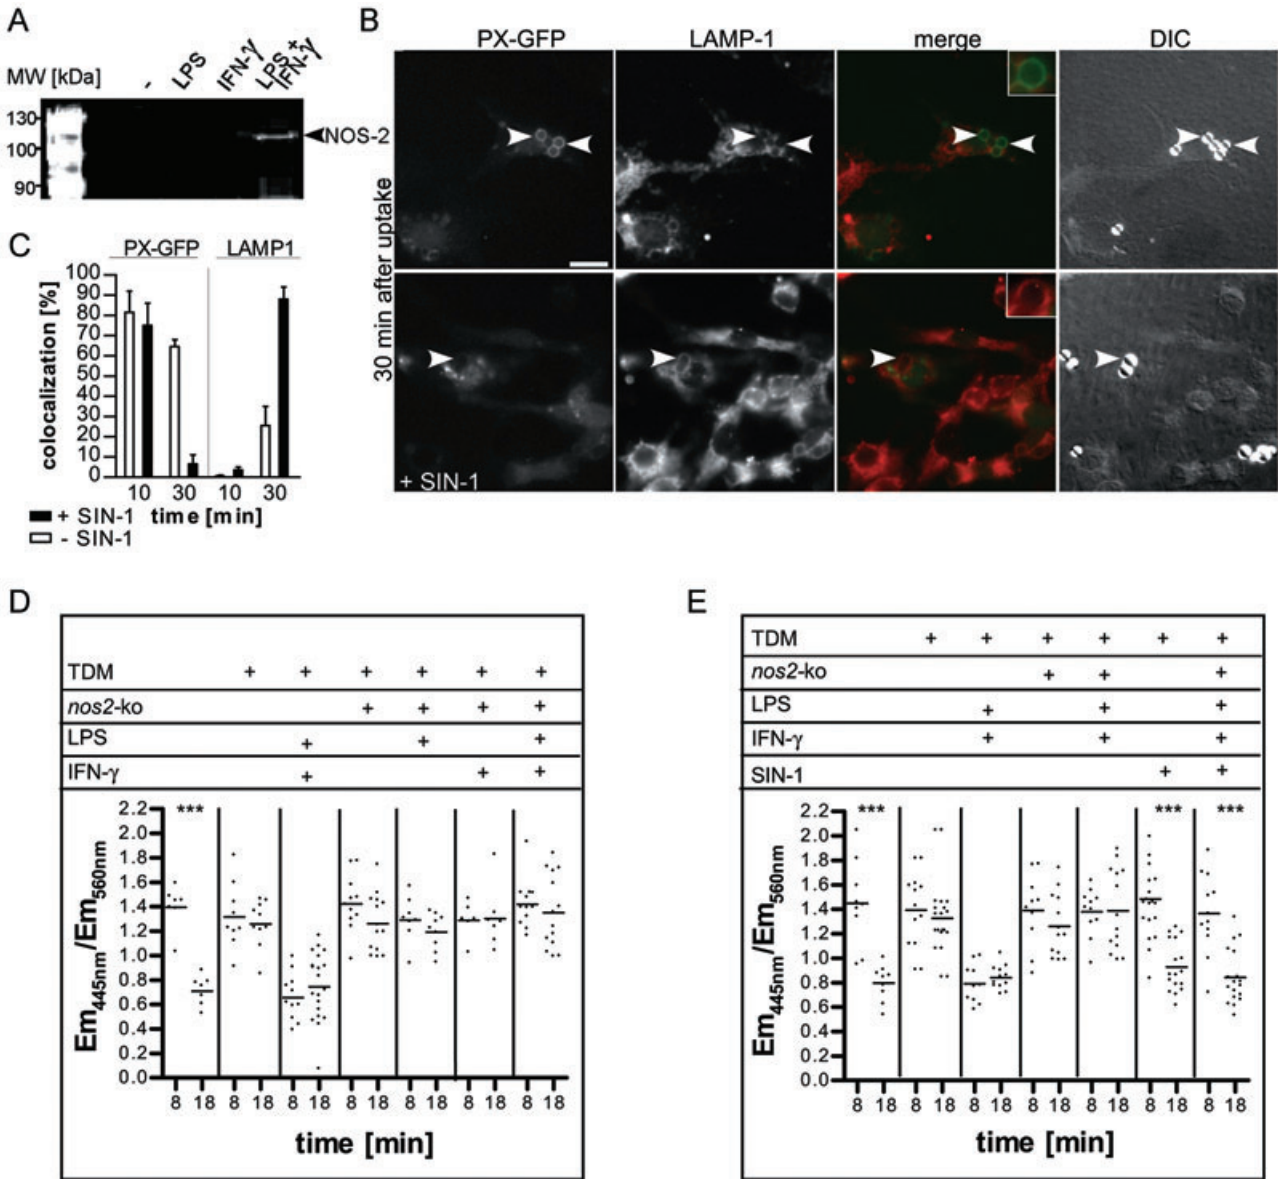 A
MW [kDa]
-
LPS
IFN-γ
LPS +
IFN-γ
130
100
90
NOS-2
B
PX-GFP
LAMP-1
merge
DIC
30 min after uptake
+ SIN-1
C
PX-GFP LAMP1
colocalization [%]
100
90
80
70
60
50
40
30
20
10
0
10 30 10 30
time [min]
+ SIN-1
- SIN-1
D
TDM + + + + + +
nos2-ko + + + +
LPS + + +
IFN-γ + + +
*** 
Em445nm/Em560nm
2.2
2.0
1.8
1.6
1.4
1.2
1.0
0.8
0.6
0.4
0.2
0.0
8 18 8 18 8 18 8 18 8 18 8 18 8 18
time [min]
E
TDM + + + + + +
nos2-ko + + +
LPS + + +
IFN-γ + + +
SIN-1 + +
*** *** ***
Em445nm/Em560nm
2.2
2.0
1.8
1.6
1.4
1.2
1.0
0.8
0.6
0.4
0.2
0.0
8 18 8 18 8 18 8 18 8 18 8 18 8 18
time [min]